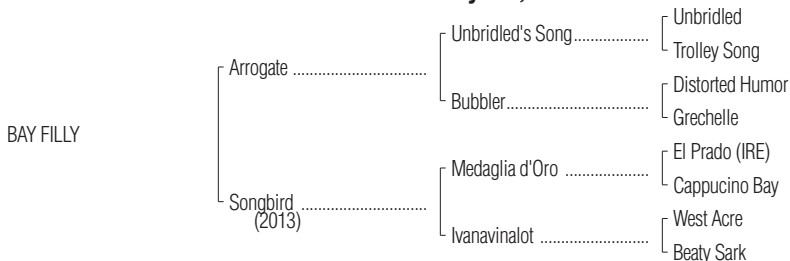 Unbridled
Unbridled's Song.................
Trolley Song
Arrogate ................................
Distorted Humor
Bubbler..................................
Grechelle
BAY FILLY
El Prado (IRE)
Medaglia d'Oro ....................
Cappucino Bay
Songbird ..............................
(2013)
West Acre
Ivanavinalot ..........................
Beaty Sark